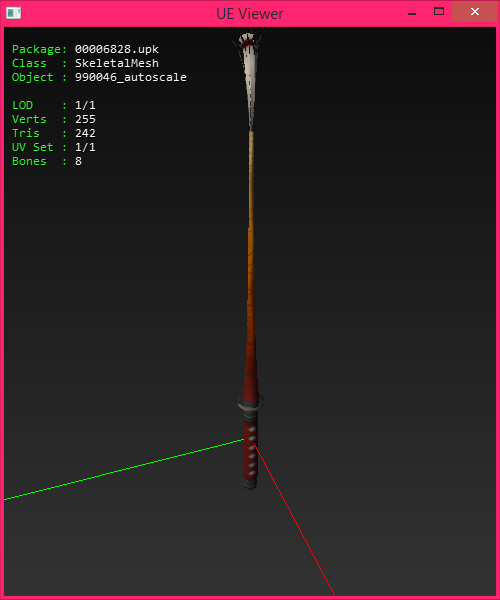 UE Viewer
Package: 00006828.upk
Class  : SkeletalMesh
Object : 990046_autoscale
LOD    : 1/1
Verts  : 255
Tris   : 242
UV Set : 1/1
Bones  : 8